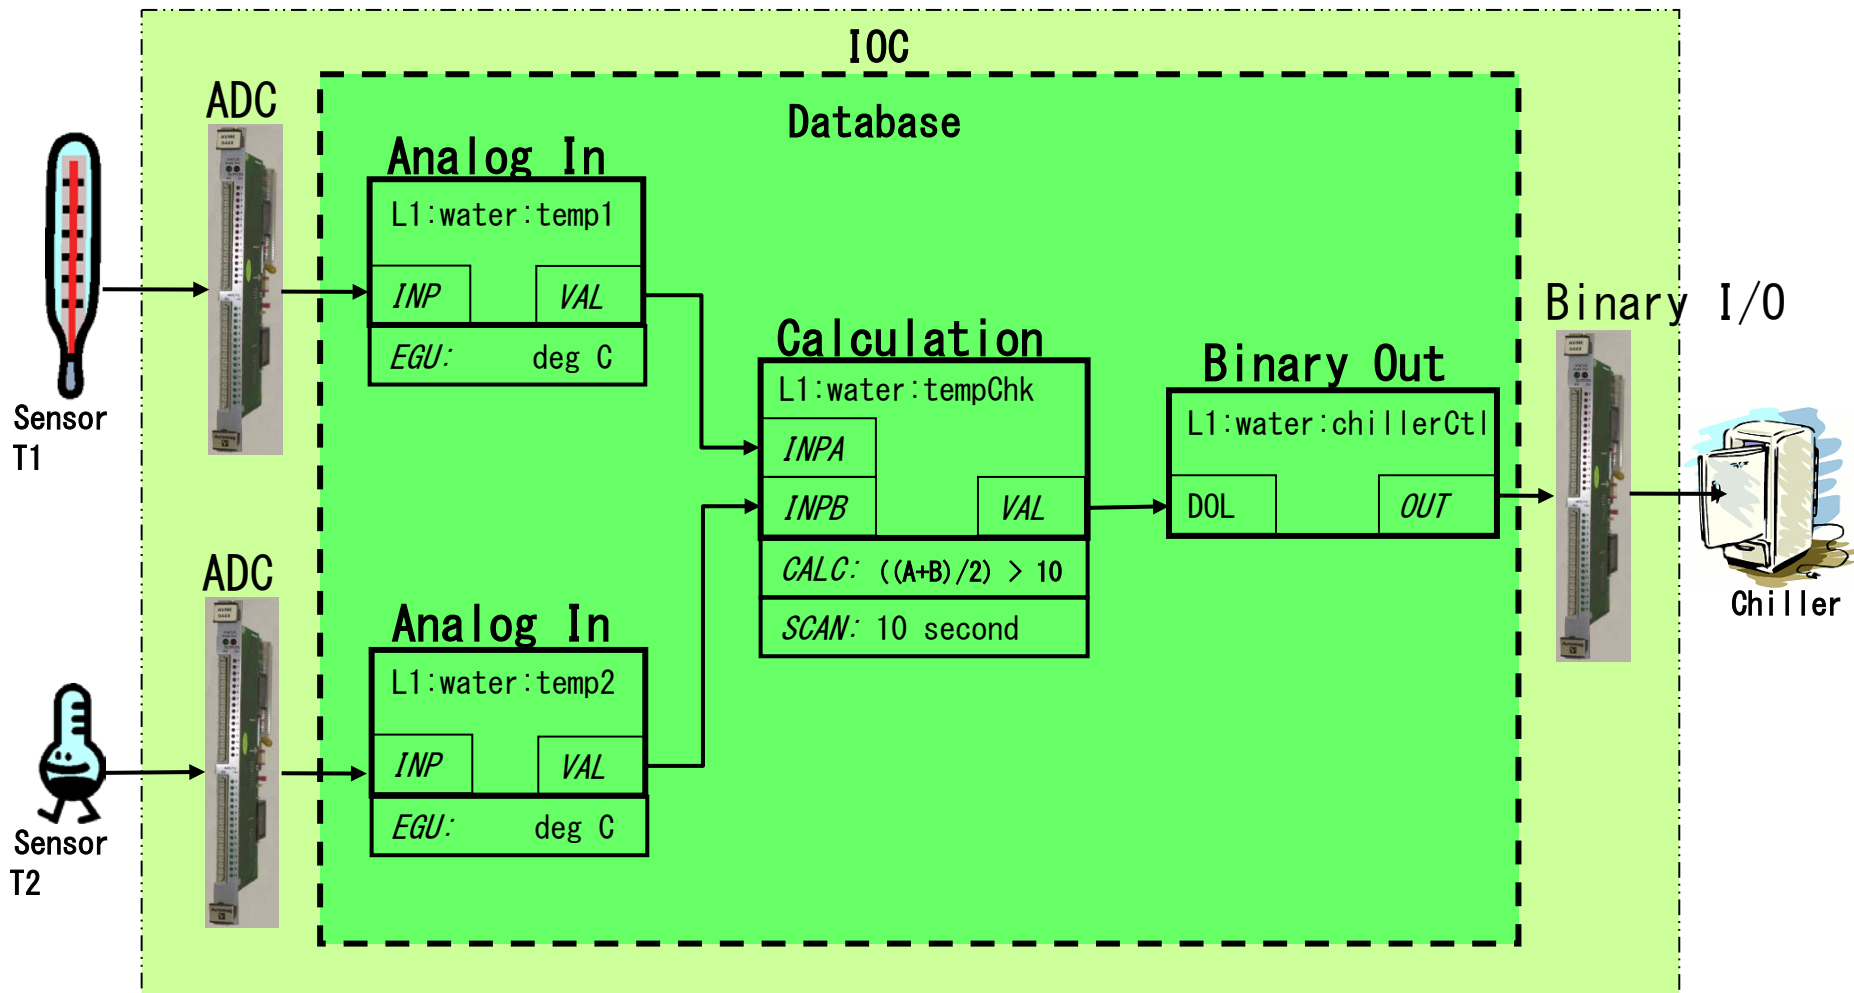 IOC
Database
ADC
Analog In
L1:water:temp1
INP
VAL
EGU: deg C
Sensor
T1
Calculation
L1:water:tempChk
INPA
INPB
VAL
CALC: ((A+B)/2) > 10
SCAN: 10 second
Binary Out
L1:water:chillerCtl
DOL
OUT
Binary I/O
Chiller
ADC
Analog In
L1:water:temp2
INP
VAL
EGU: deg C
Sensor
T2